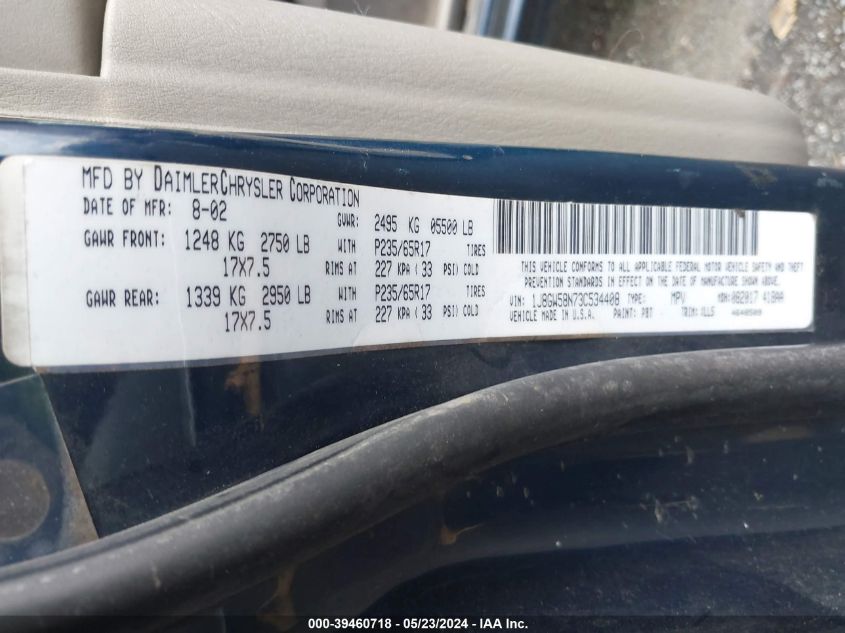 MFD BY DAIMLERCHRYSLER CORPORATION
DATE OF MFR: 8-02 GVWR: 2495 KG 05500 LB
GAWR FRONT: 1248 KG 2750 LB WITH P235/65R17 TIRES
17X7.5 RIMS AT 227 KPA ( 33 PSI) COLD
GAWR REAR: 1339 KG 2950 LB WITH P235/65R17 TIRES
17X7.5 RIMS AT 227 KPA ( 33 PSI) COLD
THIS VEHICLE CONFORMS TO ALL APPLICABLE FEDERAL MOTOR VEHICLE SAFETY AND THEFT
PREVENTION STANDARDS IN EFFECT ON THE DATE OF MANUFACTURE SHOWN ABOVE.
VIN: 1J8GW58N73C534408 TYPE: MPV MDH: 082017 418AA
VEHICLE MADE IN U.S.A. PAINT: PBT TRIM:
000-39460718 - 05/23/2024 - IAA Inc.